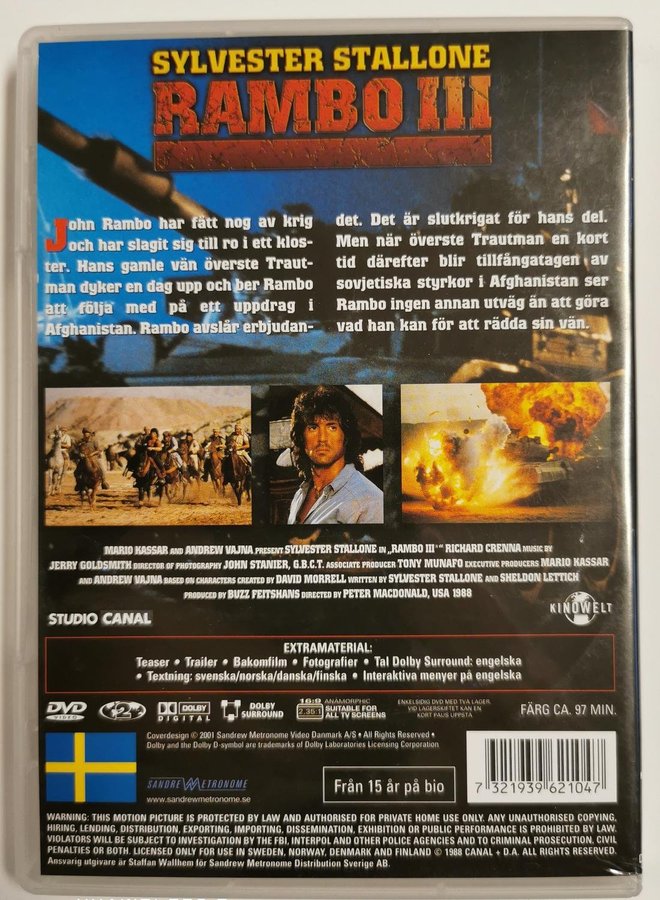 SYLVESTER STALLONE
RAMBO III
John Rambo har fått nog av krig
och har slagit sig till ro i ett klos-
ter. Hans gamle vän överste Traut-
man dyker en dag upp och ber Rambo
att följa med på ett uppdrag i
Afghanistan. Rambo avslår erbjudan-
det. Det är slutkrigat för hans del.
Men när överste Trautman en kort
tid därefter blir tillfångatagen av
sovjetiska styrkor i Afghanistan ser
Rambo ingen annan utväg än att göra
vad han kan för att rädda sin vän.
MARIO KASSAR AND ANDREW VAJNA PRESENT SYLVESTER STALLONE IN „RAMBO III“ RICHARD CRENNA MUSIC BY
JERRY GOLDSMITH DIRECTOR OF PHOTOGRAPHY JOHN STANIER, G.B.C.T. ASSOCIATE PRODUCER TONY MUNAFO EXECUTIVE PRODUCERS MARIO KASSAR
AND ANDREW VAJNA BASED ON CHARACTERS CREATED BY DAVID MORRELL WRITTEN BY SYLVESTER STALLONE AND SHELDON LETTICH
PRODUCED BY BUZZ FEITSHANS DIRECTED BY PETER MACDONALD, USA 1988
STUDIO CANAL
KINOWELT
EXTRAMATERIAL:
Teaser • Trailer • Bakomfilm • Fotografier • Tal Dolby Surround: engelska
• Textning: svenska/norska/danska/finska • Interaktiva menyer på engelska
DVD VIDEO
2
DOLBY DIGITAL
DOLBY SURROUND
16:9 2.35:1
ANAMORPHIC SUITABLE FOR ALL TV SCREENS
ENKELSIDIG DVD MED TVÅ LAGER.
VID LAGERSKIFTET KAN EN
KORT PAUS UPPSTÅ.
FÄRG CA. 97 MIN.
Coverdesign © 2001 Sandrew Metronome Video Danmark A/S • All Rights Reserved •
Dolby and the Dolby D-symbol are trademarks of Dolby Laboratories Licensing Corporation
SANDREW METRONOME
www.sandrewmetronome.se
Från 15 år på bio
7 321939 621047
WARNING: THIS MOTION PICTURE IS PROTECTED BY LAW AND AUTHORISED FOR PRIVATE HOME USE ONLY. ANY UNAUTHORISED COPYING,
HIRING, LENDING, DISTRIBUTION, EXPORTING, IMPORTING, DISSEMINATION, EXHIBITION OR PUBLIC PERFORMANCE IS PROHIBITED BY LAW.
VIOLATORS WILL BE SUBJECT TO INVESTIGATION BY THE FBI, INTERPOL AND OTHER POLICE AGENCIES AND TO CRIMINAL PROSECUTION. CIVIL
PENALTIES OR BOTH. LICENSED ONLY FOR USE IN SWEDEN, NORWAY, DENMARK AND FINLAND © 1988 CANAL + D.A. ALL RIGHTS RESERVED.
Ansvarig utgivare är Staffan Wallhem för Sandrew Metronome Distribution Sverige AB.